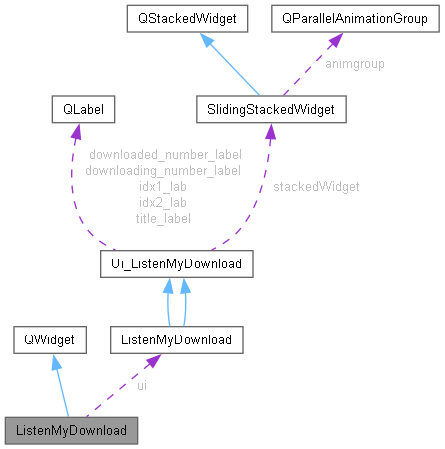 QStackedWidget
QParallelAnimationGroup
animgroup
QLabel
SlidingStackedWidget
downloaded_number_label
downloading_number_label
idx1_lab
idx2_lab
title_label
stackedWidget
Ui_ListenMyDownload
QWidget
ListenMyDownload
ui
ListenMyDownload